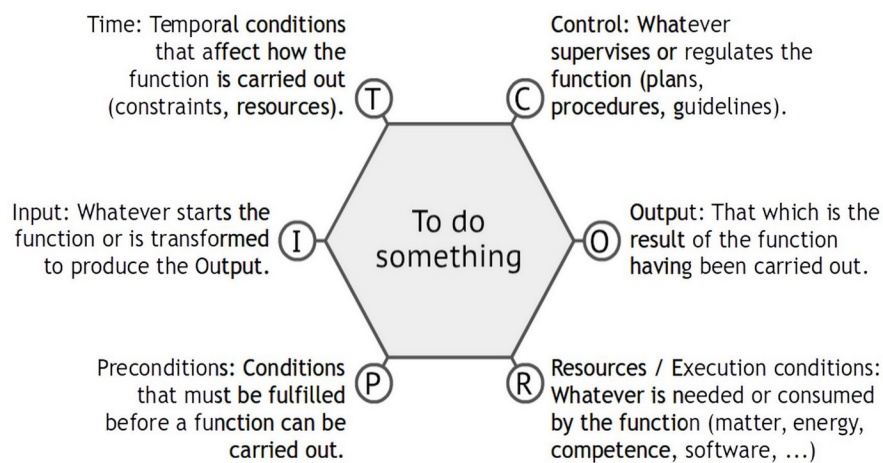 Time: Temporal conditions
that affect how the
function is carried out
(constraints, resources).
T
Control: Whatever
supervises or regulates the
function (plans,
procedures, guidelines).
C
Input: Whatever starts the
function or is transformed
to produce the Output.
I
To do
something
O
Output: That which is the
result of the function
having been carried out.
Preconditions: Conditions
that must be fulfilled
before a function can be
carried out.
P
R
Resources / Execution conditions:
Whatever is needed or consumed
by the function (matter, energy,
competence, software, ...)